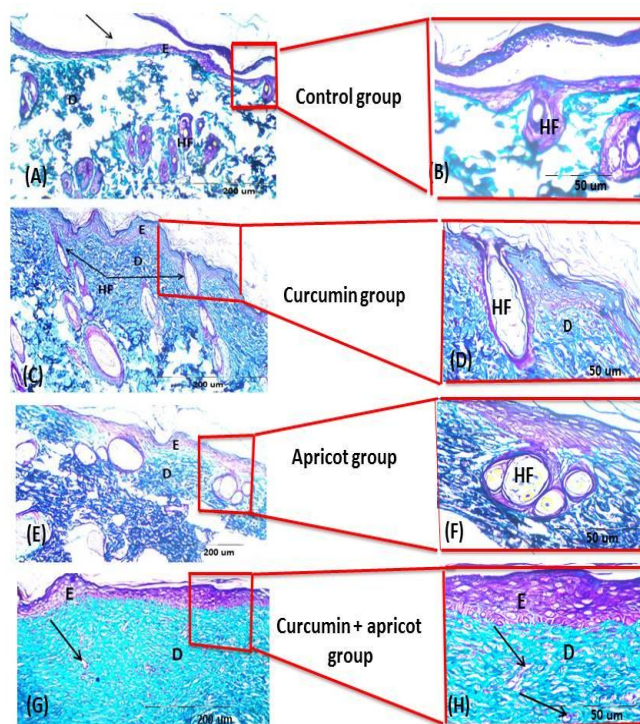 E
D
HF
(A)
200 um
Control group
HF
(B)
50 um
E
D
HF
(C)
200 um
Curcumin group
HF
D
(D)
50 um
E
D
(E)
200 um
Apricot group
HF
(F)
50 um
E
D
(G)
200 um
Curcumin + apricot
group
E
D
(H)
50 um